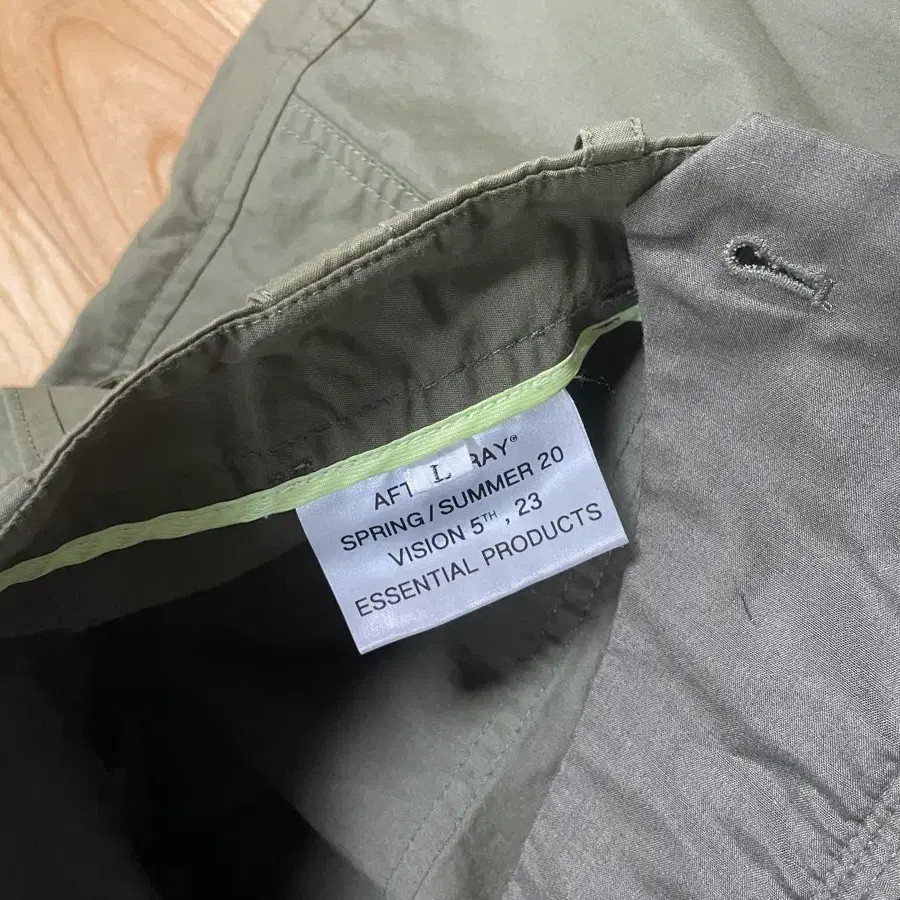 L
AFT RAY®
SPRING/SUMMER 20
VISION 5TH, 23
ESSENTIAL PRODUCTS